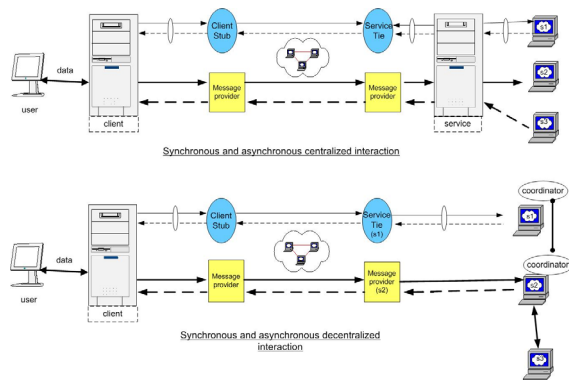 Client
Stub
Service
Tie
s1
data
s2
user
Message
provider
Message
provider
s3
client
service
Synchronous and asynchronous centralized interaction
coordinator
Client
Stub
Service
Tie
(s1)
s1
data
coordinator
user
Message
provider
Message
provider
(s2)
s2
client
Synchronous and asynchronous decentralized
interaction
s3